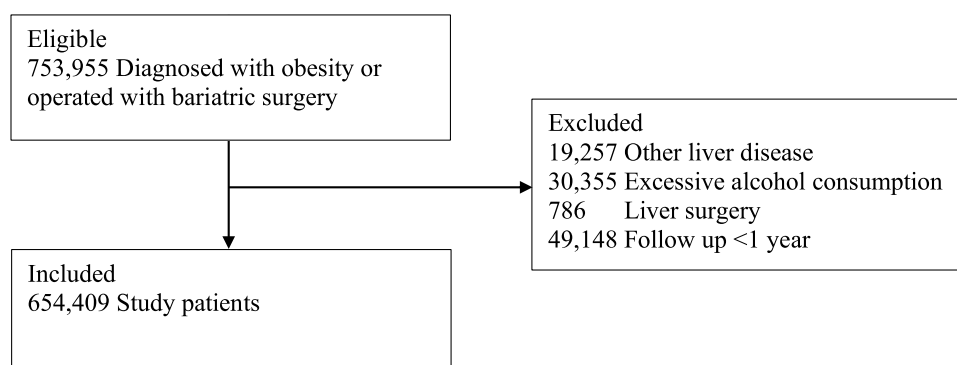 Eligible
753,955 Diagnosed with obesity or
operated with bariatric surgery
Excluded
19,257 Other liver disease
30,355 Excessive alcohol consumption
786 Liver surgery
49,148 Follow up <1 year
Included
654,409 Study patients